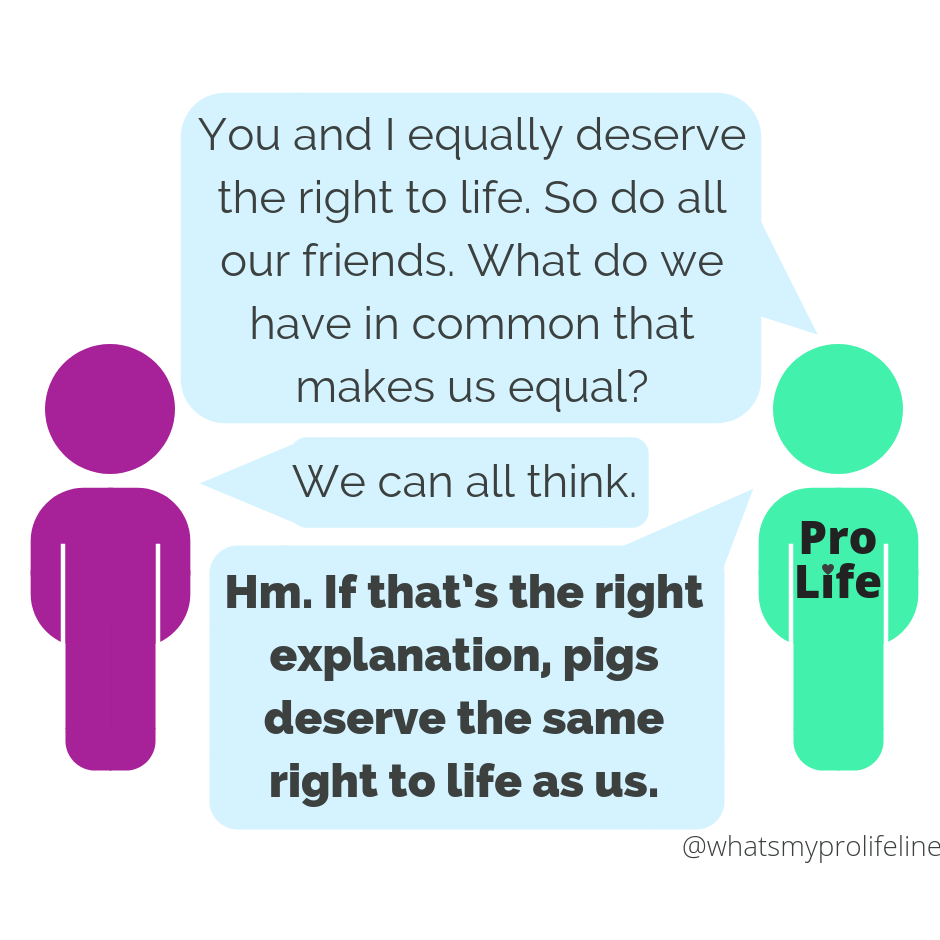 You and I equally deserve
the right to life. So do all
our friends. What do we
have in common that
makes us equal?
We can all think.
Hm. If that’s the right
explanation, pigs
deserve the same
right to life as us.
Pro
Life
@whatsmyprolifeline